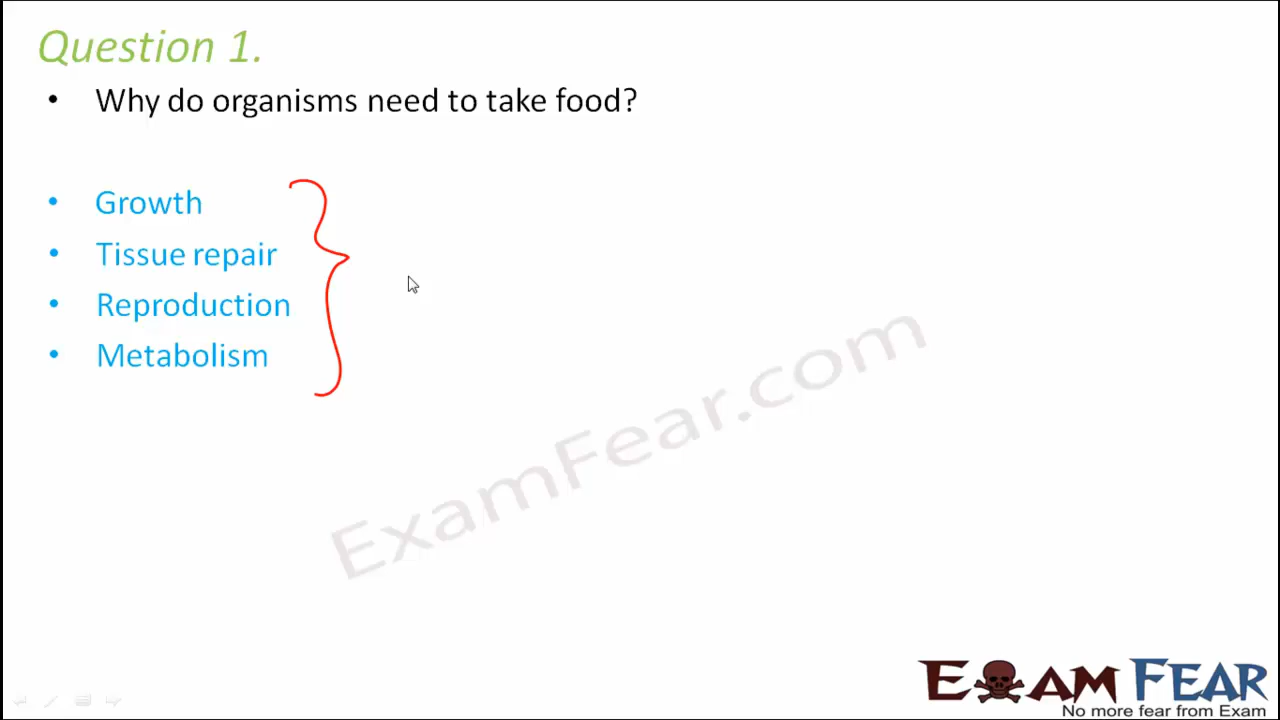 Question 1.
• Why do organisms need to take food?
• Growth
• Tissue repair
• Reproduction
• Metabolism
ExamFear.com
EXAM FEAR
No more fear from Exam